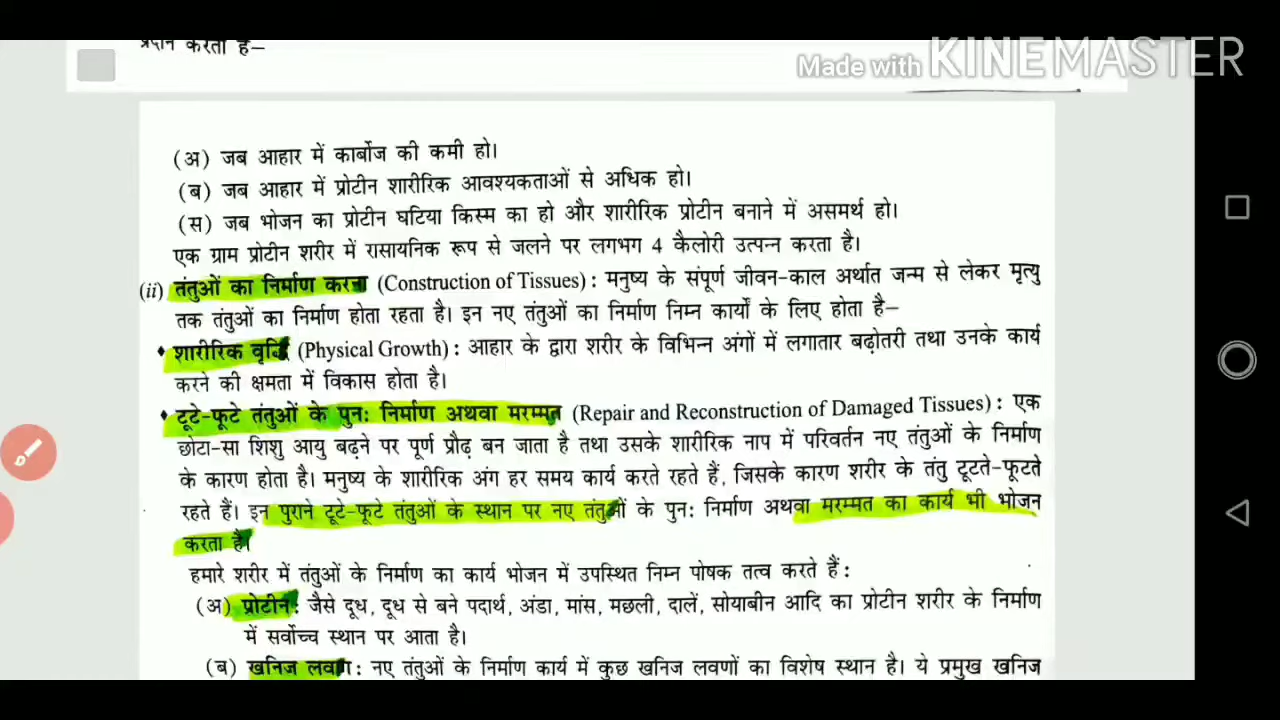 प्रदान करता है–
Made with KINEMASTER
(अ) जब आहार में कार्बोज की कमी हो।
(ब) जब आहार में प्रोटीन शारीरिक आवश्यकताओं से अधिक हो।
(स) जब भोजन का प्रोटीन घटिया किस्म का हो और शारीरिक प्रोटीन बनाने में असमर्थ हो।
एक ग्राम प्रोटीन शरीर में रासायनिक रूप से जलने पर लगभग 4 कैलोरी उत्पन्न करता है।
(ii) तंतुओं का निर्माण करना (Construction of Tissues) : मनुष्य के संपूर्ण जीवन-काल अर्थात जन्म से लेकर मृत्यु
तक तंतुओं का निर्माण होता रहता है। इन नए तंतुओं का निर्माण निम्न कार्यों के लिए होता है–
♦ शारीरिक वृद्धि (Physical Growth) : आहार के द्वारा शरीर के विभिन्न अंगों में लगातार बढ़ोतरी तथा उनके कार्य
करने की क्षमता में विकास होता है।
♦ टूटे-फूटे तंतुओं के पुन: निर्माण अथवा मरम्मत (Repair and Reconstruction of Damaged Tissues) : एक
छोटा-सा शिशु आयु बढ़ने पर पूर्ण प्रौढ़ बन जाता है तथा उसके शारीरिक नाप में परिवर्तन नए तंतुओं के निर्माण
के कारण होता है। मनुष्य के शारीरिक अंग हर समय कार्य करते रहते हैं, जिसके कारण शरीर के तंतु टूटते-फूटते
रहते हैं। इन पुराने टूटे-फूटे तंतुओं के स्थान पर नए तंतुओं के पुन: निर्माण अथवा मरम्मत का कार्य भी भोजन
करता है।
हमारे शरीर में तंतुओं के निर्माण का कार्य भोजन में उपस्थित निम्न पोषक तत्व करते हैं :
(अ) प्रोटीन: जैसे दूध, दूध से बने पदार्थ, अंडा, मांस, मछली, दालें, सोयाबीन आदि का प्रोटीन शरीर के निर्माण
में सर्वोच्च स्थान पर आता है।
(ब) खनिज लवण : नए तंतुओं के निर्माण कार्य में कुछ खनिज लवणों का विशेष स्थान है। ये प्रमुख खनिज